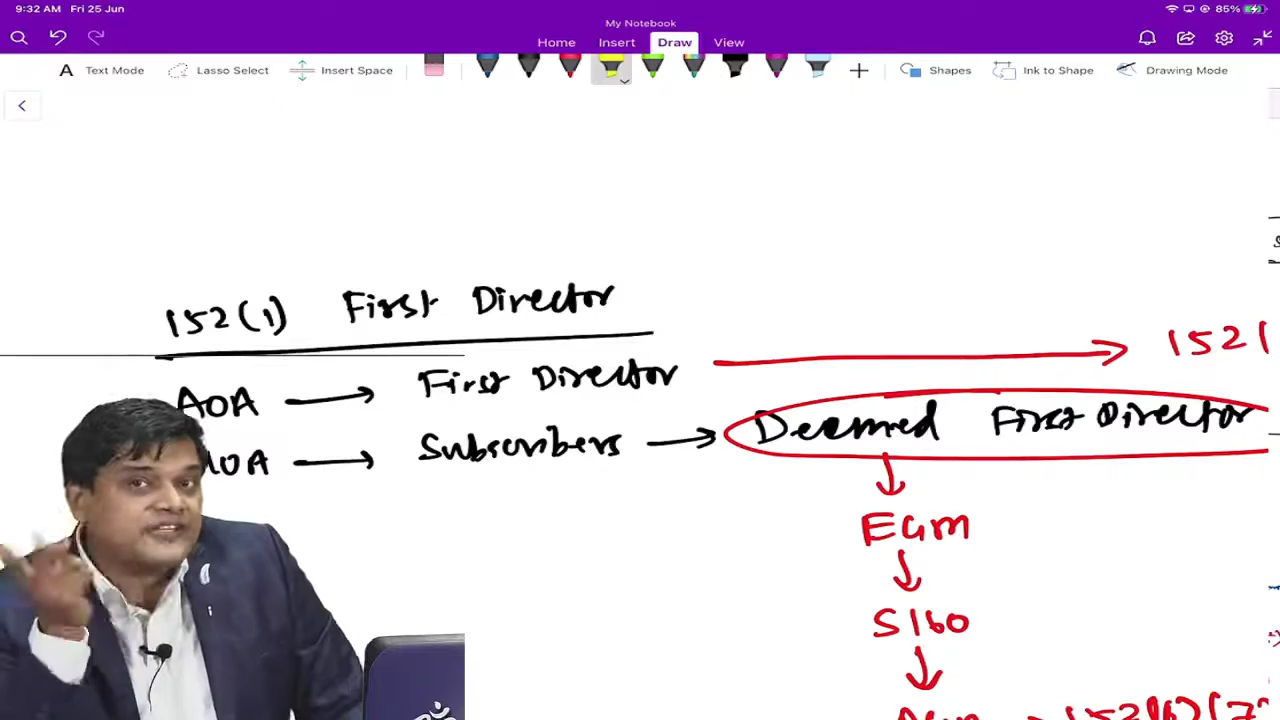 9:32 AM Fri 25 Jun
85%
My Notebook
Home Insert Draw View
Text Mode Lasso Select Insert Space Shapes Ink to Shape Drawing Mode
152(1) First Director
AOA → First Director → 152(
Subscribers → Deemed First Director
↓
EGM
↓
S160
↓